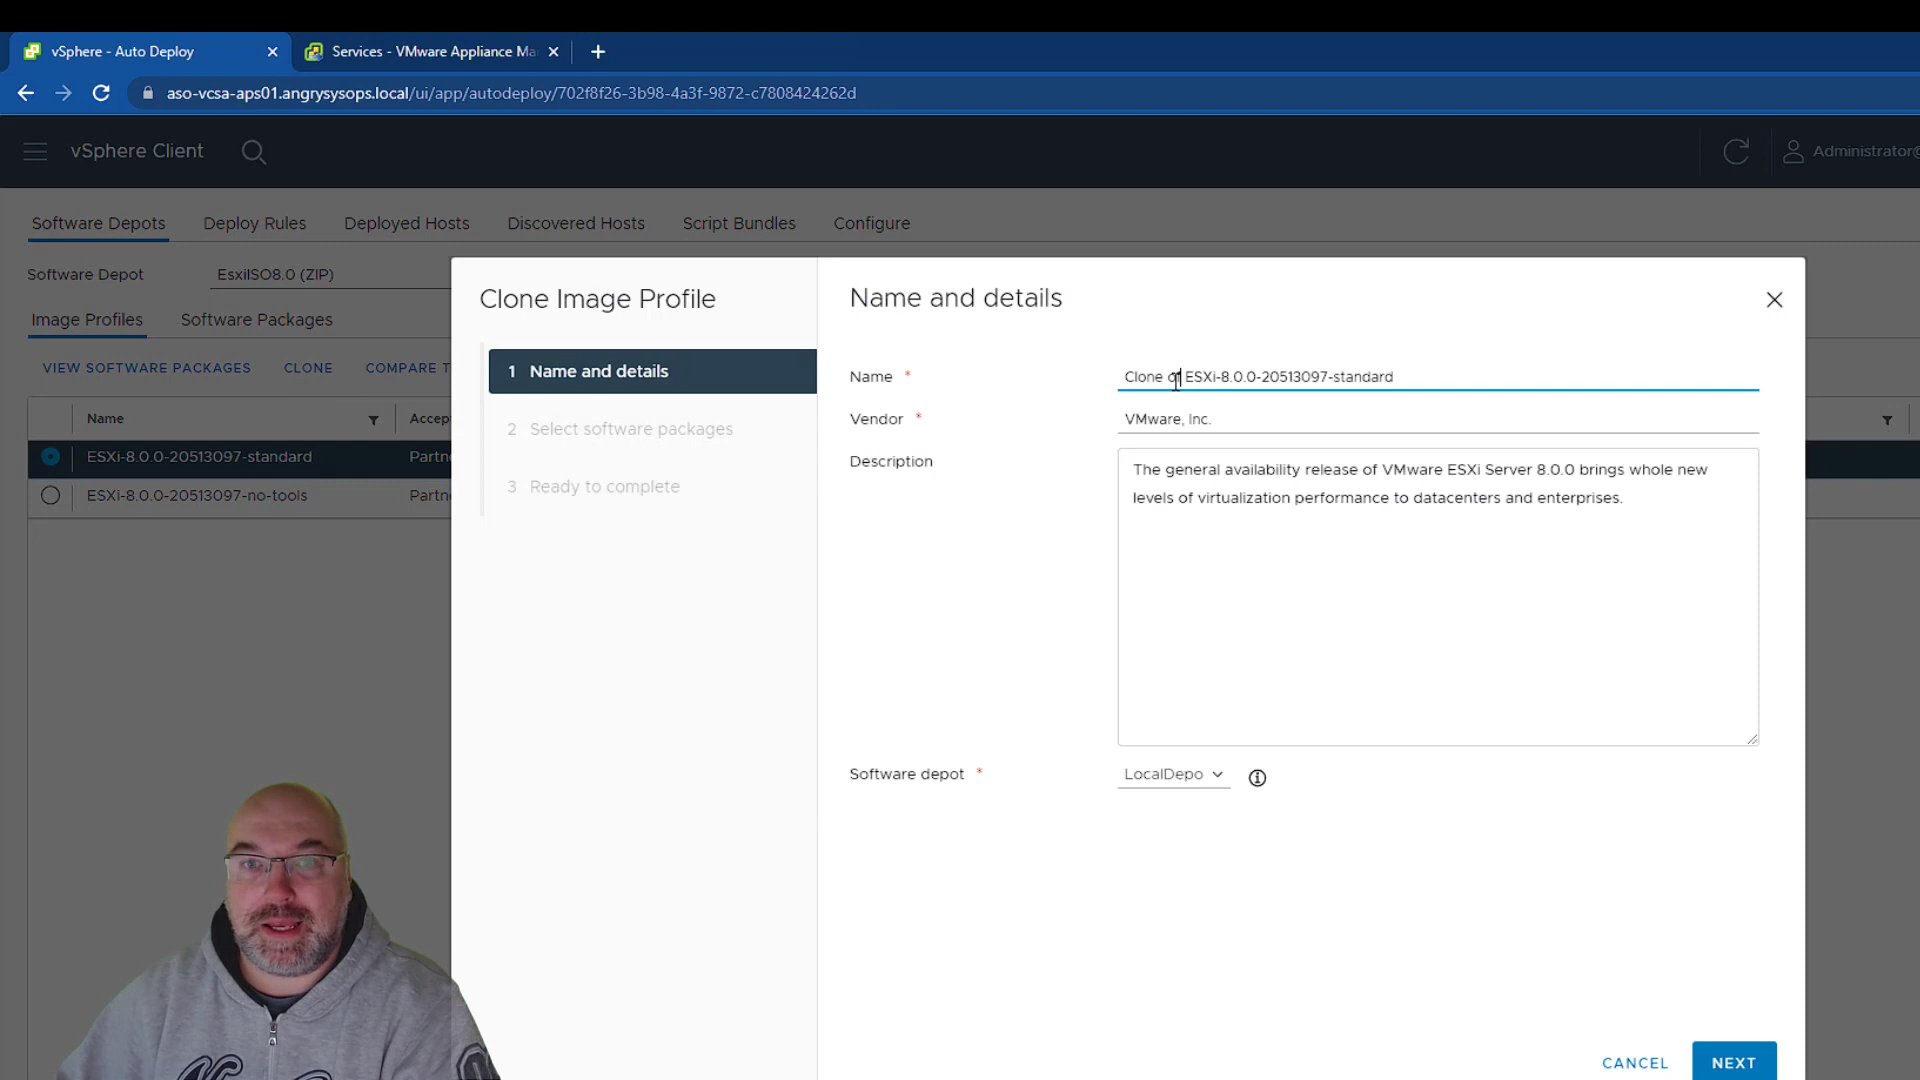 vSphere - Auto Deploy
Services - VMware Appliance Ma
aso-vcsa-aps01.angrysysops.local/ui/app/autodeploy/702f8f26-3b98-4a3f-9872-c7808424262d
vSphere Client
Administrator@
Software Depots Deploy Rules Deployed Hosts Discovered Hosts Script Bundles Configure
Software Depot EsxiISO8.0 (ZIP)
Image Profiles Software Packages
VIEW SOFTWARE PACKAGES CLONE COMPARE T
Name Accep
ESXi-8.0.0-20513097-standard Partn
ESXi-8.0.0-20513097-no-tools Partn
Clone Image Profile
1 Name and details
2 Select software packages
3 Ready to complete
Name and details
Name * Clone of ESXi-8.0.0-20513097-standard
Vendor * VMware, Inc.
Description
The general availability release of VMware ESXi Server 8.0.0 brings whole new
levels of virtualization performance to datacenters and enterprises.
Software depot * LocalDepo
CANCEL NEXT